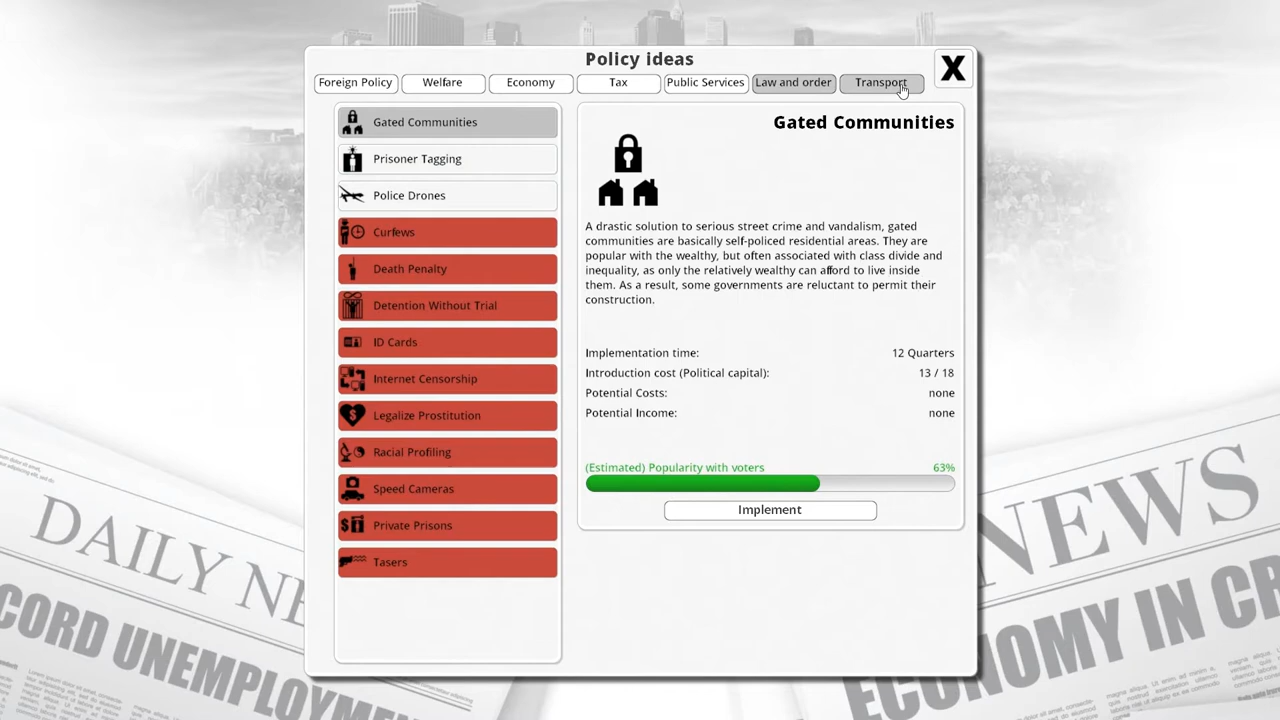 Policy ideas
X
Foreign Policy
Welfare
Economy
Tax
Public Services
Law and order
Transport
Gated Communities
Prisoner Tagging
Police Drones
Curfews
Death Penalty
Detention Without Trial
ID Cards
Internet Censorship
Legalize Prostitution
Racial Profiling
Speed Cameras
Private Prisons
Tasers
Gated Communities
A drastic solution to serious street crime and vandalism, gated
communities are basically self-policed residential areas. They are
popular with the wealthy, but often associated with class divide and
inequality, as only the relatively wealthy can afford to live inside
them. As a result, some governments are reluctant to permit their
construction.
Implementation time: 12 Quarters
Introduction cost (Political capital): 13 / 18
Potential Costs: none
Potential Income: none
(Estimated) Popularity with voters 63%
Implement
DAILY NE
CORD UNEMPLOYM
NEWS
ECONOMY IN CR